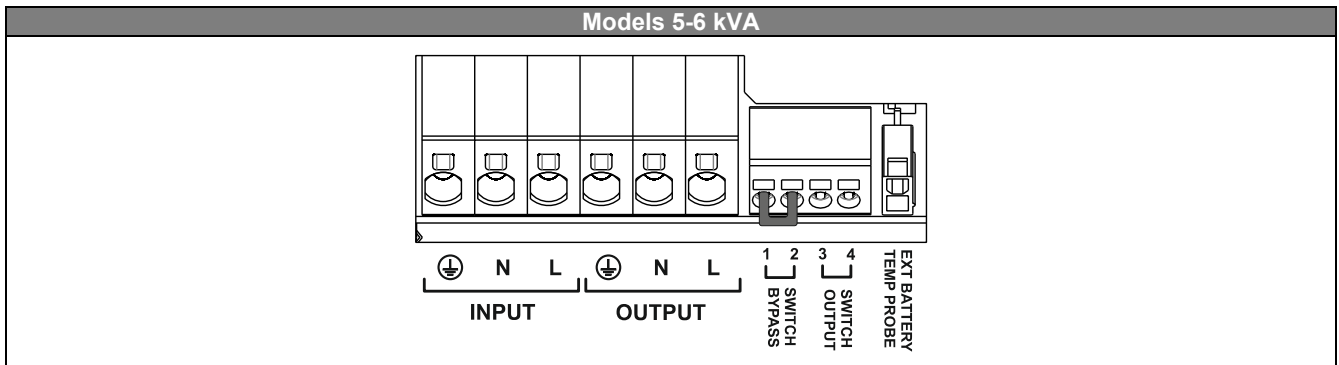 Models 5-6 kVA
N L N L
INPUT OUTPUT
1 2 3 4
SWITCH
BYPASS
SWITCH
OUTPUT
EXT BATTERY
TEMP PROBE